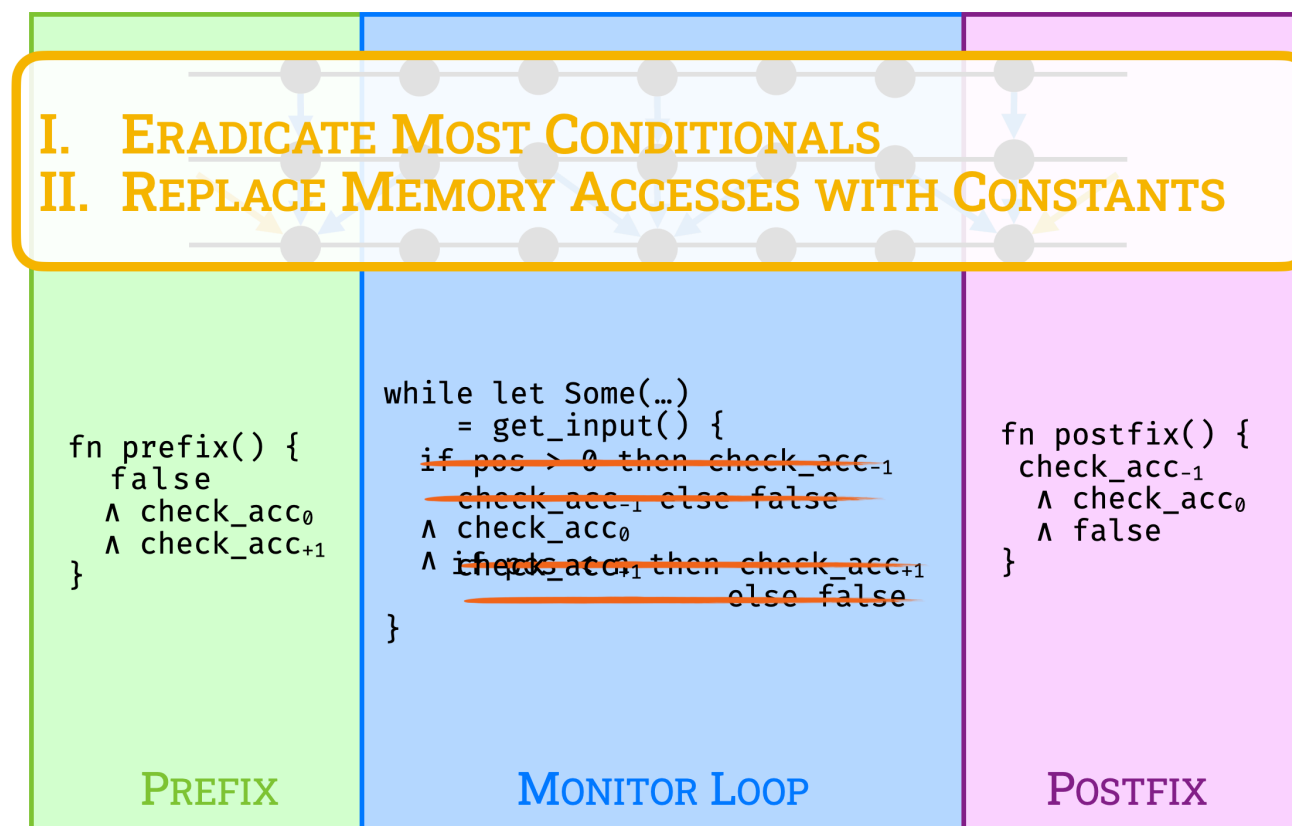 I. Eradicate Most Conditionals
II. Replace Memory Accesses with Constants
fn prefix() {
false
∧ check_acc₀
∧ check_acc₊₁
}
Prefix
while let Some(…)
= get_input() {
if pos > 0 then check_acc₋₁
check_acc₋₁ else false
∧ check_acc₀
∧ if pos < n then check_acc₊₁
check_acc₊₁
else false
}
Monitor Loop
fn postfix() {
check_acc₋₁
∧ check_acc₀
∧ false
}
Postfix